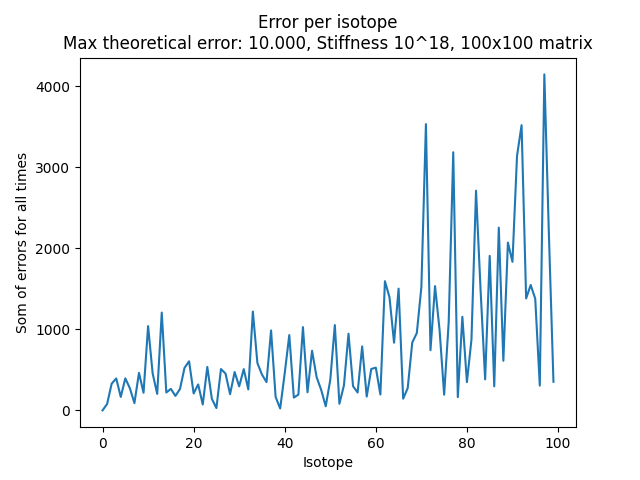 Error per isotope
Max theoretical error: 10.000, Stiffness 10^18, 100x100 matrix
Som of errors for all times
4000
3000
2000
1000
0
0 20 40 60 80 100
Isotope